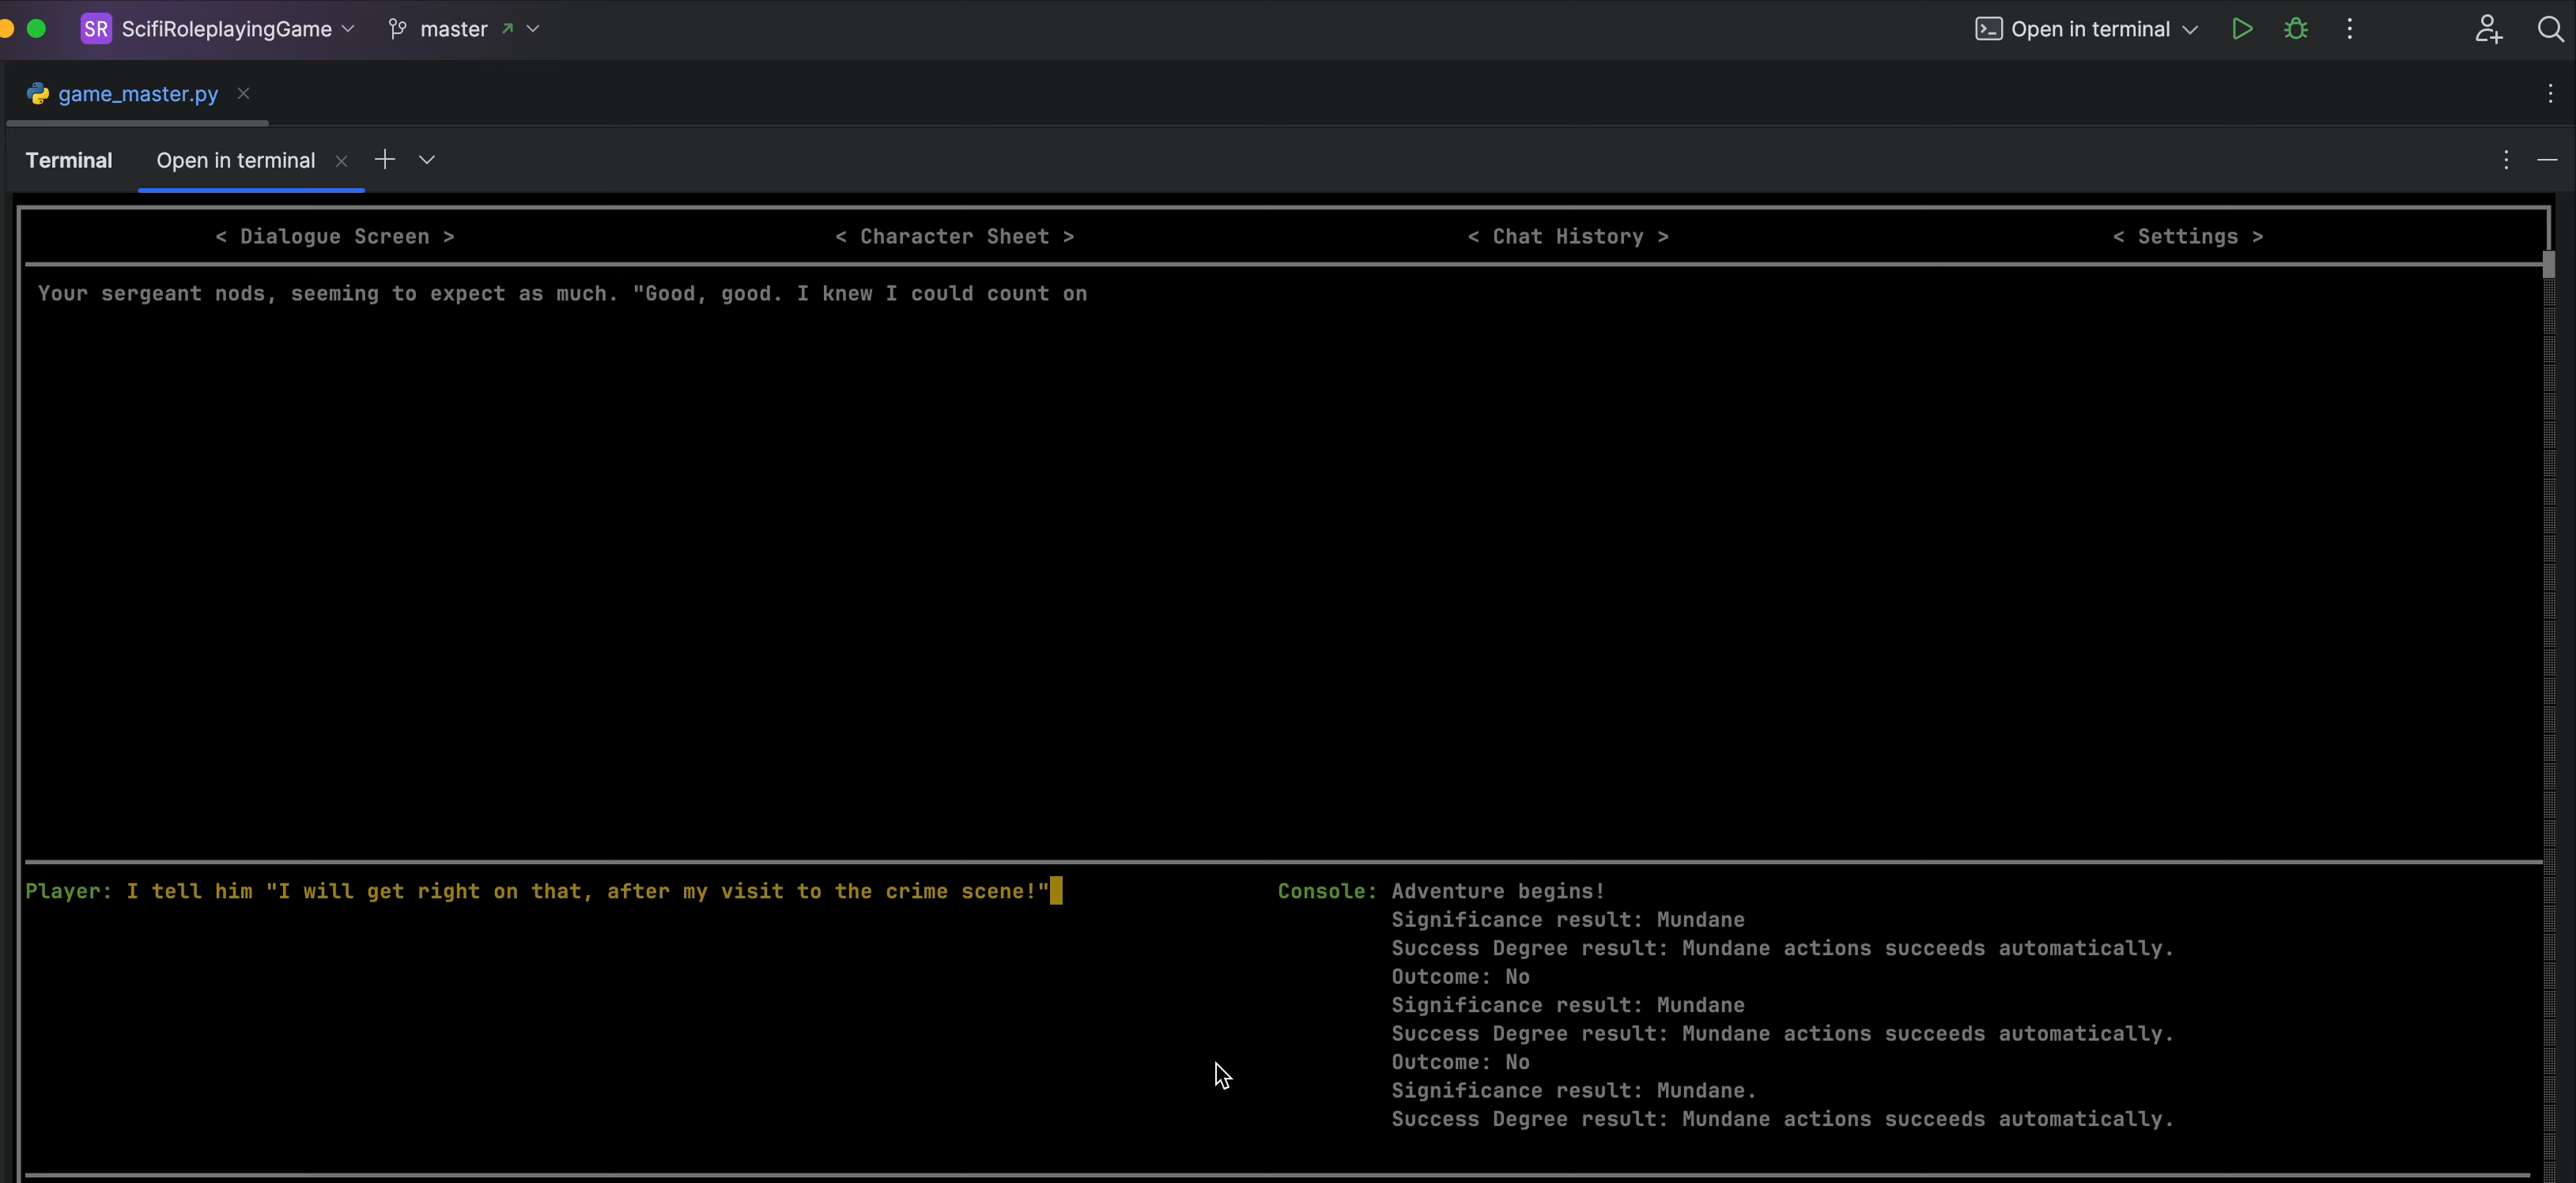 SR ScifiRoleplayingGame master Open in terminal
game_master.py
Terminal Open in terminal
< Dialogue Screen > < Character Sheet > < Chat History > < Settings >
Your sergeant nods, seeming to expect as much. "Good, good. I knew I could count on
Player: I tell him "I will get right on that, after my visit to the crime scene!"
Console: Adventure begins!
Significance result: Mundane
Success Degree result: Mundane actions succeeds automatically.
Outcome: No
Significance result: Mundane
Success Degree result: Mundane actions succeeds automatically.
Outcome: No
Significance result: Mundane.
Success Degree result: Mundane actions succeeds automatically.